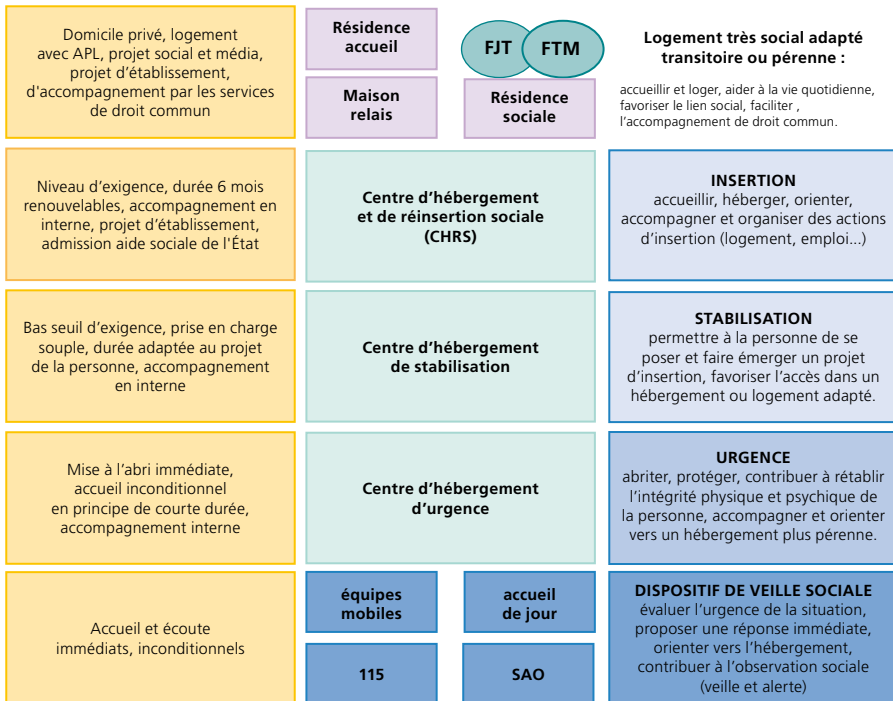 Domicile privé, logement
avec APL, projet social et média,
projet d'établissement,
d'accompagnement par les services
de droit commun
Résidence
accueil
FJT
FTM
Maison
relais
Résidence
sociale
Logement très social adapté
transitoire ou pérenne :
accueillir et loger, aider à la vie quotidienne,
favoriser le lien social, faciliter ,
l'accompagnement de droit commun.
Niveau d'exigence, durée 6 mois
renouvelables, accompagnement en
interne, projet d'établissement,
admission aide sociale de l'État
Centre d'hébergement
et de réinsertion sociale
(CHRS)
INSERTION
accueillir, héberger, orienter,
accompagner et organiser des actions
d'insertion (logement, emploi...)
Bas seuil d'exigence, prise en charge
souple, durée adaptée au projet
de la personne, accompagnement
en interne
Centre d'hébergement
de stabilisation
STABILISATION
permettre à la personne de se
poser et faire émerger un projet
d'insertion, favoriser l'accès dans un
hébergement ou logement adapté.
Mise à l'abri immédiate,
accueil inconditionnel
en principe de courte durée,
accompagnement interne
Centre d'hébergement
d'urgence
URGENCE
abriter, protéger, contribuer à rétablir
l'intégrité physique et psychique de
la personne, accompagner et orienter
vers un hébergement plus pérenne.
Accueil et écoute
immédiats, inconditionnels
équipes
mobiles
accueil
de jour
115
SAO
DISPOSITIF DE VEILLE SOCIALE
évaluer l'urgence de la situation,
proposer une réponse immédiate,
orienter vers l'hébergement,
contribuer à l'observation sociale
(veille et alerte)